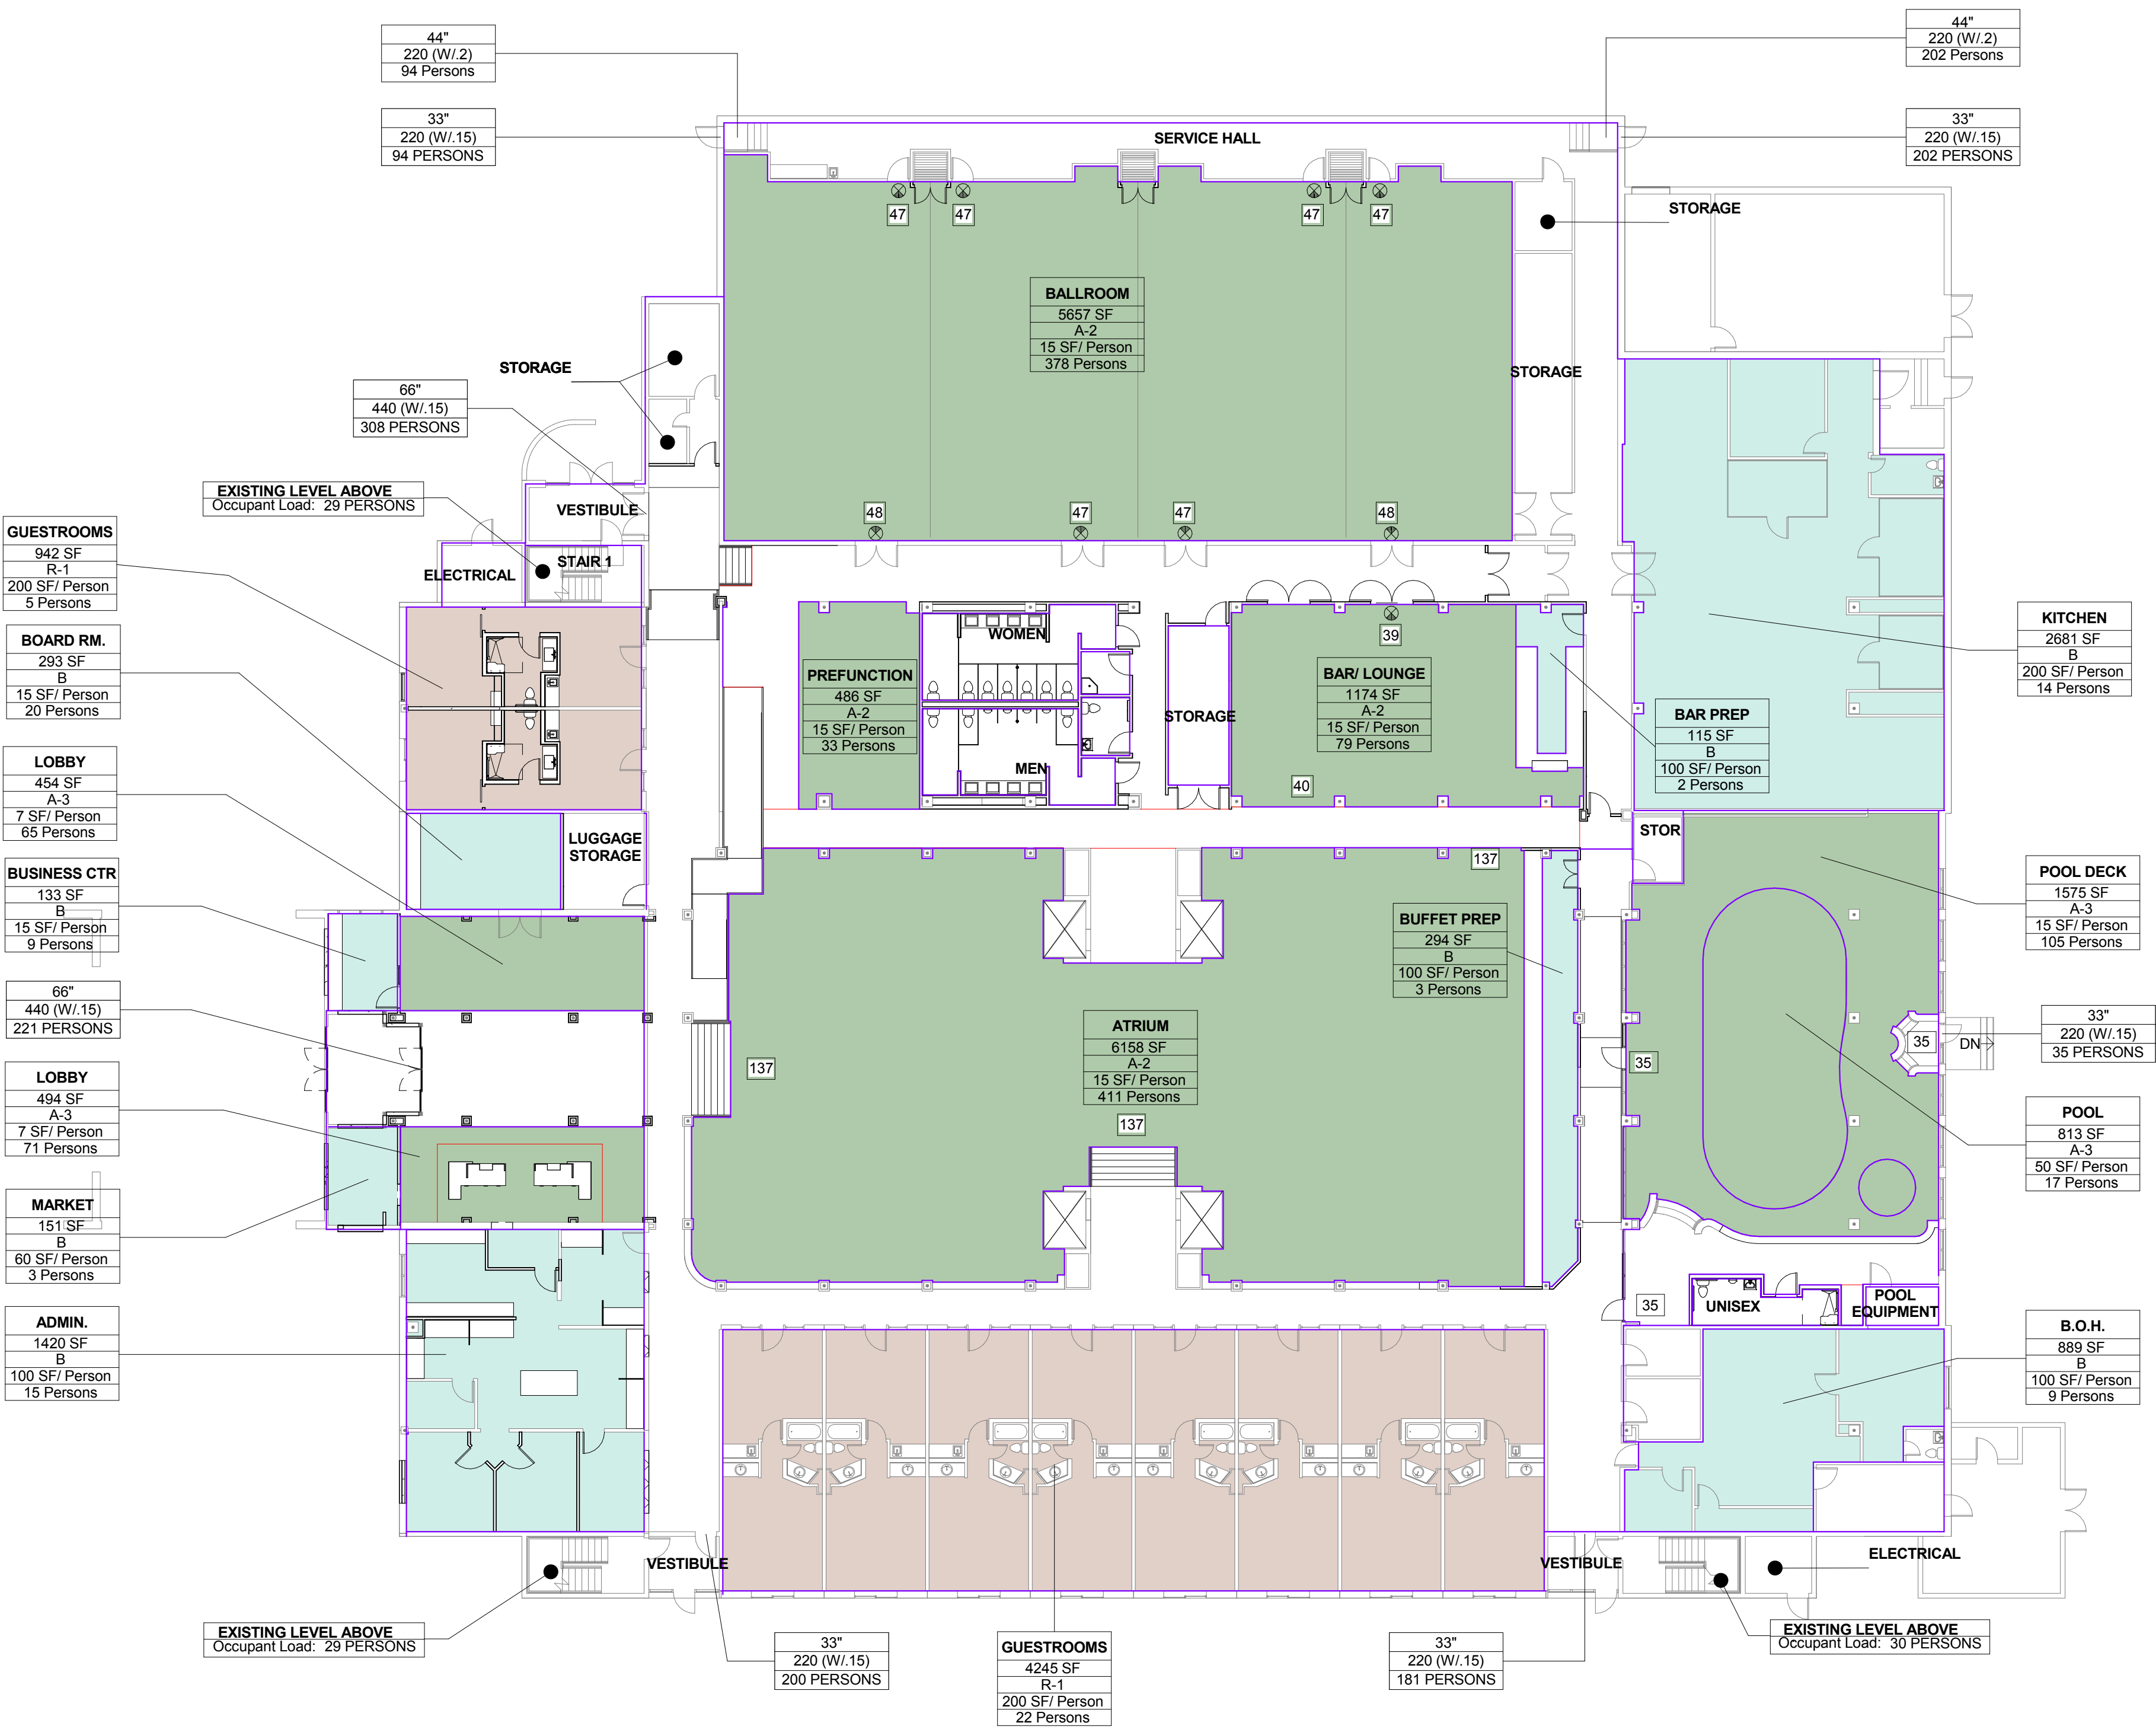 44"
220 (W/.2)
94 Persons
44"
220 (W/.2)
202 Persons
33"
220 (W/.15)
94 PERSONS
33"
220 (W/.15)
202 PERSONS
SERVICE HALL
47
47
47
47
STORAGE
BALLROOM
5657 SF
A-2
15 SF/ Person
378 Persons
STORAGE
STORAGE
66"
440 (W/.15)
308 PERSONS
EXISTING LEVEL ABOVE
Occupant Load: 29 PERSONS
VESTIBULE
48
47
47
48
GUESTROOMS
942 SF
R-1
200 SF/ Person
5 Persons
ELECTRICAL
STAIR 1
BOARD RM.
293 SF
B
15 SF/ Person
20 Persons
PREFUNCTION
486 SF
A-2
15 SF/ Person
33 Persons
WOMEN
MEN
STORAGE
39
BAR/ LOUNGE
1174 SF
A-2
15 SF/ Person
79 Persons
40
BAR PREP
115 SF
B
100 SF/ Person
2 Persons
KITCHEN
2681 SF
B
200 SF/ Person
14 Persons
LOBBY
454 SF
A-3
7 SF/ Person
65 Persons
LUGGAGE
STORAGE
STOR
BUSINESS CTR
133 SF
B
15 SF/ Person
9 Persons
137
BUFFET PREP
294 SF
B
100 SF/ Person
3 Persons
POOL DECK
1575 SF
A-3
15 SF/ Person
105 Persons
66"
440 (W/.15)
221 PERSONS
137
ATRIUM
6158 SF
A-2
15 SF/ Person
411 Persons
137
35
35
DN
33"
220 (W/.15)
35 PERSONS
LOBBY
494 SF
A-3
7 SF/ Person
71 Persons
POOL
813 SF
A-3
50 SF/ Person
17 Persons
MARKET
151 SF
B
60 SF/ Person
3 Persons
35
UNISEX
POOL
EQUIPMENT
ADMIN.
1420 SF
B
100 SF/ Person
15 Persons
B.O.H.
889 SF
B
100 SF/ Person
9 Persons
VESTIBULE
VESTIBULE
ELECTRICAL
EXISTING LEVEL ABOVE
Occupant Load: 29 PERSONS
33"
220 (W/.15)
200 PERSONS
GUESTROOMS
4245 SF
R-1
200 SF/ Person
22 Persons
33"
220 (W/.15)
181 PERSONS
EXISTING LEVEL ABOVE
Occupant Load: 30 PERSONS